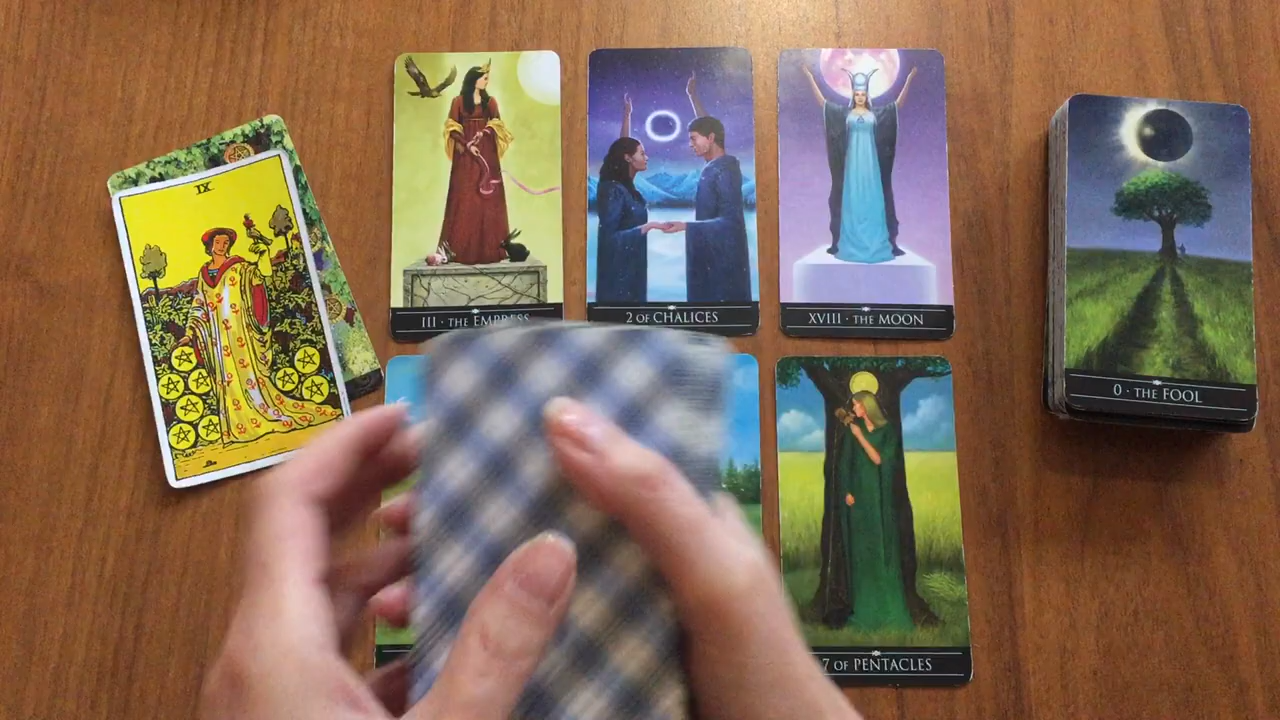 IX
III · THE EMPRESS
2 OF CHALICES
XVIII · THE MOON
0 · THE FOOL
7 OF PENTACLES